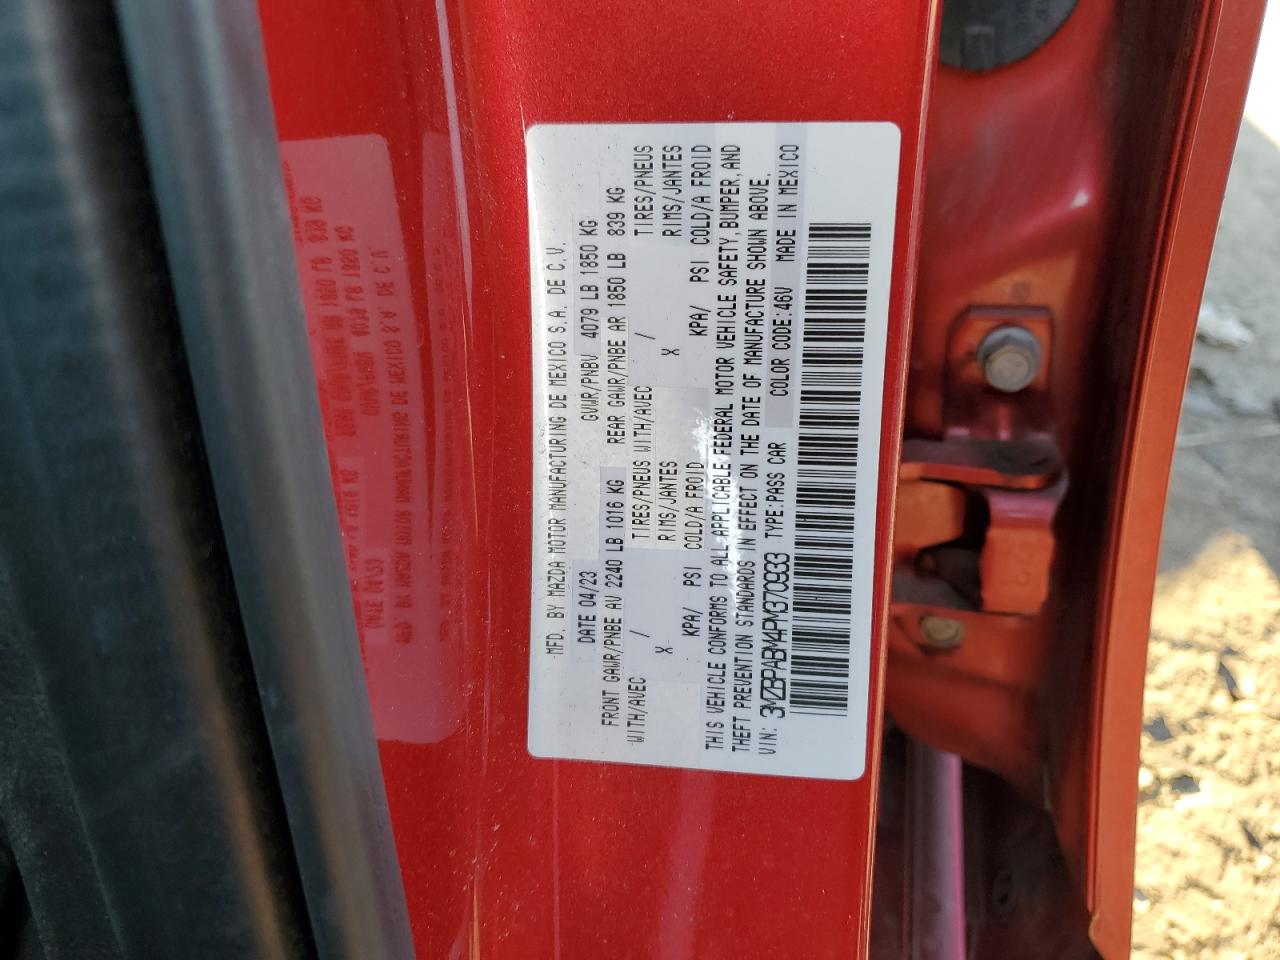 MFD. BY MAZDA MOTOR MANUFACTURING DE MEXICO S.A. DE C.V.
DATE 04/23 GVWR/PNBV 4079 LB 1850 KG
FRONT GAWR/PNBE AV 2240 LB 1016 KG REAR GAWR/PNBE AR 1850 LB 839 KG
WITH/AVEC / TIRES/PNEUS WITH/AVEC / TIRES/PNEUS
X RIMS/JANTES X RIMS/JANTES
KPA/ PSI COLD/A FROID KPA/ PSI COLD/A FROID
THIS VEHICLE CONFORMS TO ALL APPLICABLE FEDERAL MOTOR VEHICLE SAFETY, BUMPER, AND
THEFT PREVENTION STANDARDS IN EFFECT ON THE DATE OF MANUFACTURE SHOWN ABOVE.
VIN: 3MZBPABM4PM370933 TYPE:PASS CAR COLOR CODE:46V MADE IN MEXICO